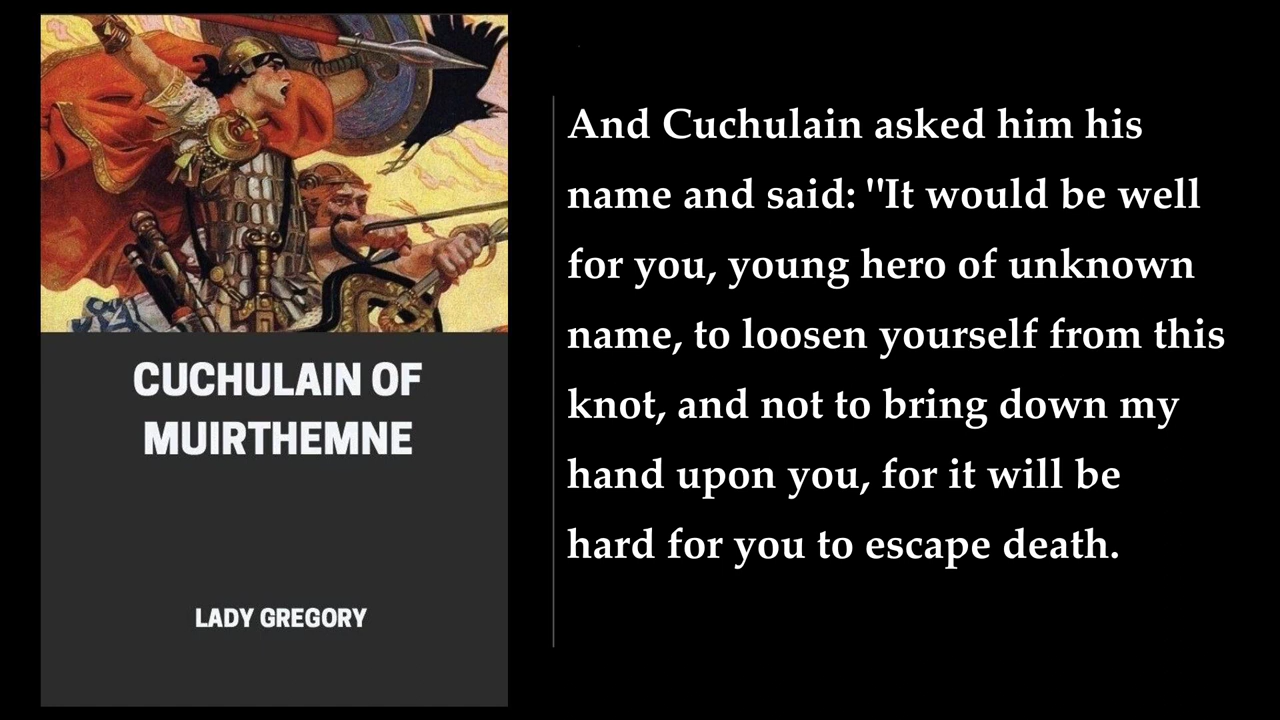 CUCHULAIN OF
MUIRTHEMNE
LADY GREGORY
And Cuchulain asked him his
name and said: "It would be well
for you, young hero of unknown
name, to loosen yourself from this
knot, and not to bring down my
hand upon you, for it will be
hard for you to escape death.